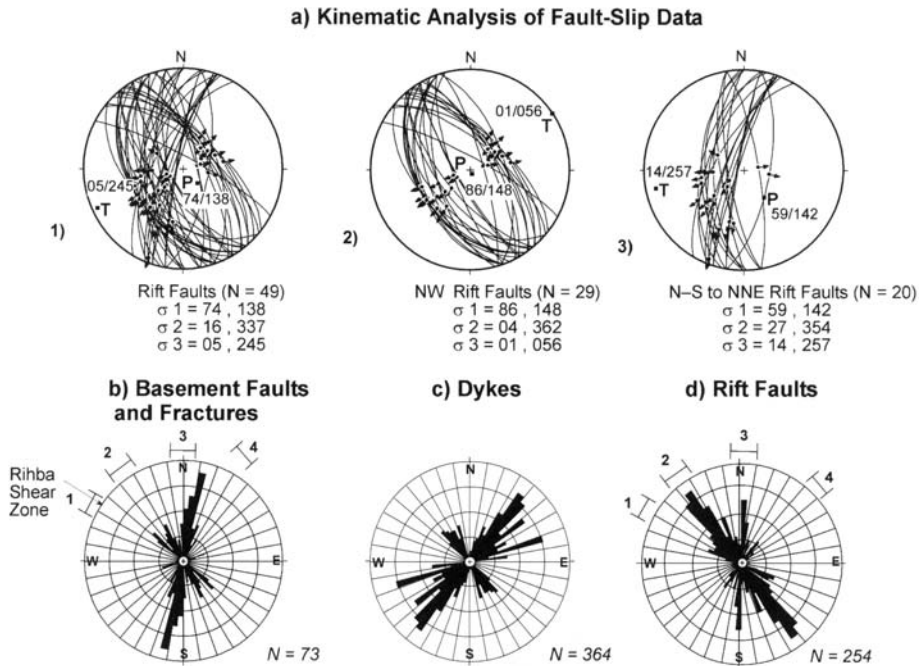 a) Kinematic Analysis of Fault-Slip Data
N
05/245
T
P
74/138
1)
Rift Faults (N = 49)
σ 1 = 74 , 138
σ 2 = 16 , 337
σ 3 = 05 , 245
N
01/056
T
P
86/148
2)
NW Rift Faults (N = 29)
σ 1 = 86 , 148
σ 2 = 04 , 362
σ 3 = 01 , 056
N
14/257
T
P
59/142
3)
N–S to NNE Rift Faults (N = 20)
σ 1 = 59 , 142
σ 2 = 27 , 354
σ 3 = 14 , 257
b) Basement Faults
and Fractures
1
2
3
4
Rihba
Shear
Zone
N
W
E
S
N = 73
c) Dykes
N
W
E
S
N = 364
d) Rift Faults
1
2
3
4
N
W
E
S
N = 254